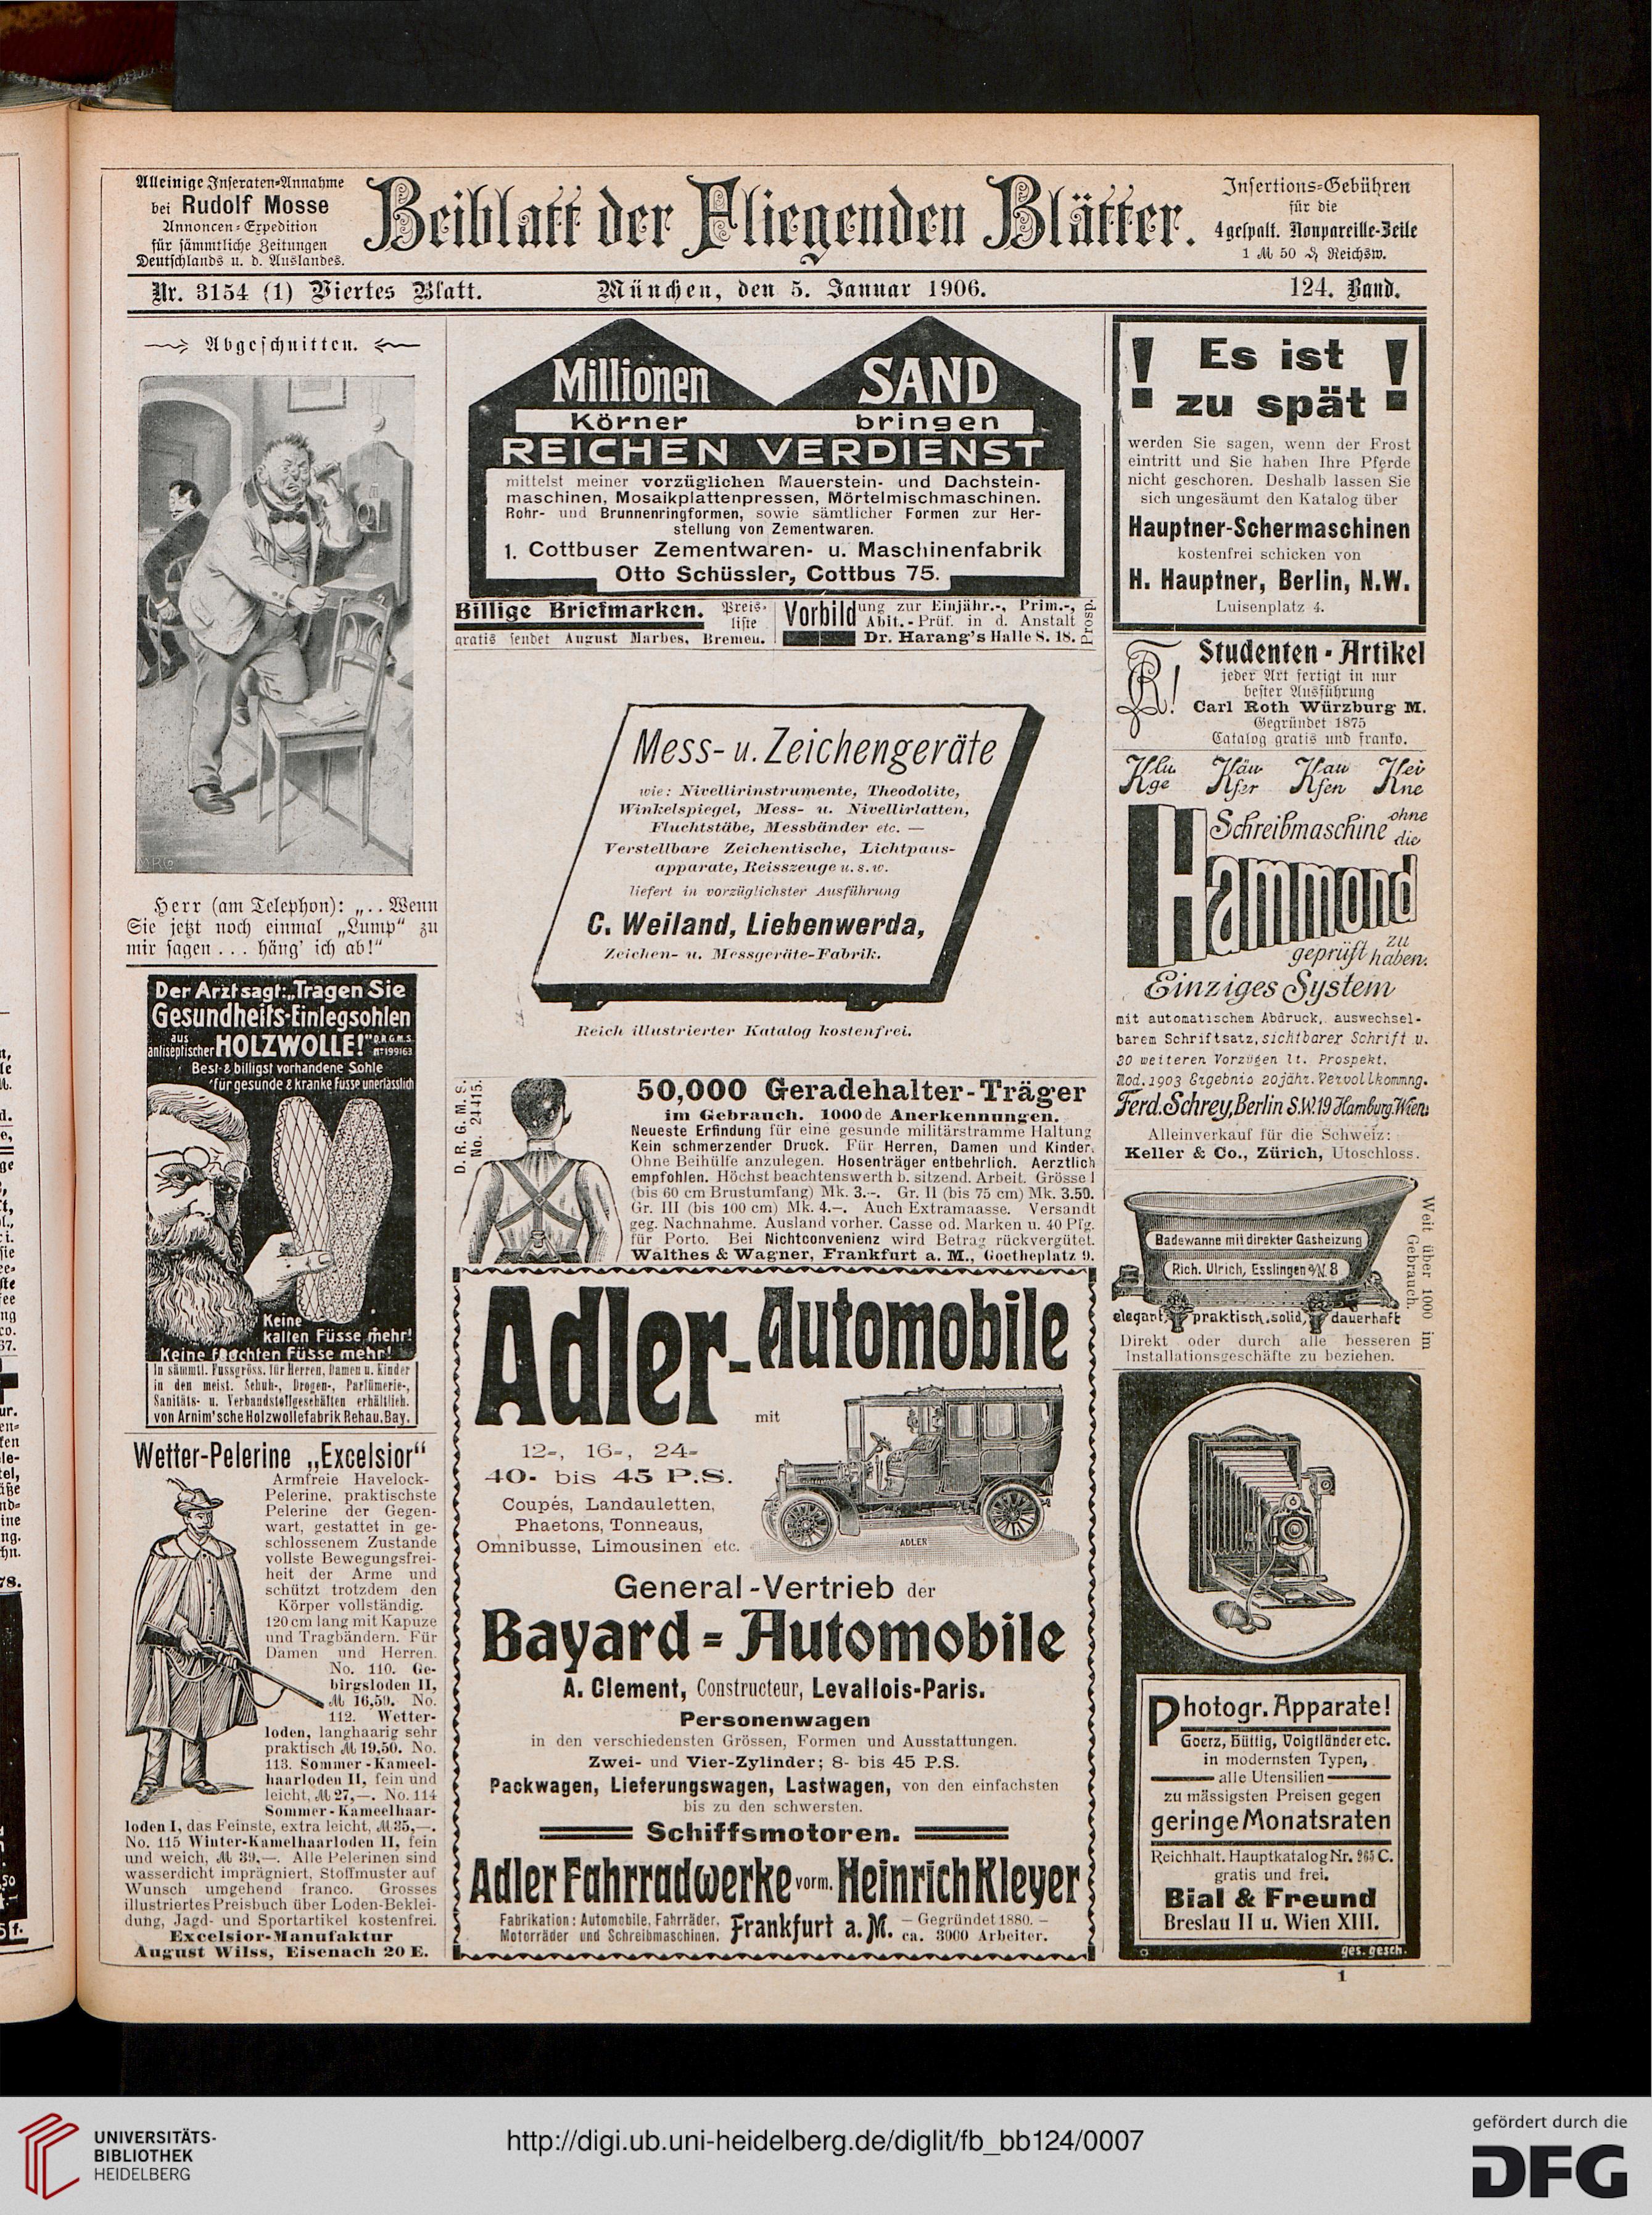 Alleinige Inseraten-Annahme
bei Rudolf Mosse
Annoncen-Expedition
für sämmtliche Zeitungen
Deutschlands u. d. Auslandes.
Beiblatt der Fliegenden Blätter.
Insertions-Gebühren
für die
4 gespalt. Nonpareille-Zeile
1 M 50 ₰ Reichsw.
Nr. 3154 (1) Viertes Blatt.
München, den 5. Januar 1906.
124. Band.
Abgeschnitten.
MRG
Herr (am Telephon): „.. Wenn
Sie jetzt noch einmal „Lump“ zu
mir sagen ... häng' ich ab!“
Der Arzt sagt: „Tragen Sie
Gesundheits-Einlegsohlen
aus
antiseptischer HOLZWOLLE!" D.R.G.M.S.
Nº 199163
Best- & billigst vorhandene Sohle
für gesunde & kranke Füsse unerlässlich
Keine
kalten Füsse mehr!
Keine feuchten Füsse mehr!
In sämmtl. Fussgröss. für Herren, Damen u. Kinder
in den meist. Schuh-, Drogen-, Parfümerie-,
Sanitäts- u. Verbandstoffgeschäften erhältlich.
von Arnim'sche Holzwollefabrik Rehau, Bay.
Wetter-Pelerine „Excelsior“
Armfreie Havelock-
Pelerine, praktischste
Pelerine der Gegen-
wart, gestattet in ge-
schlossenem Zustande
vollste Bewegungsfrei-
heit der Arme und
schützt trotzdem den
Körper vollständig.
120 cm lang mit Kapuze
und Tragbändern. Für
Damen und Herren.
No. 110. Ge-
birgsloden II,
M 16,50. No.
112. Wetter-
loden, langhaarig sehr
praktisch M 19,50. No.
113. Sommer-Kameel-
haarloden II, fein und
leicht, M 27,—. No. 114
Sommer-Kameelhaar-
loden I, das Feinste, extra leicht, M 35,—.
No. 115 Winter-Kamelhaarloden II, fein
und weich, M 39,—. Alle Pelerinen sind
wasserdicht imprägniert, Stoffmuster auf
Wunsch umgehend franco. Grosses
illustriertes Preisbuch über Loden-Beklei-
dung, Jagd- und Sportartikel kostenfrei.
Excelsior-Manufaktur
August Wilss, Eisenach 20 E.
Millionen SAND
Körner bringen
REICHEN VERDIENST
mittelst meiner vorzüglichen Mauerstein- und Dachstein-
maschinen, Mosaikplattenpressen, Mörtelmischmaschinen.
Rohr- und Brunnenringformen, sowie sämtlicher Formen zur Her-
stellung von Zementwaren.
1. Cottbuser Zementwaren- u. Maschinenfabrik
Otto Schüssler, Cottbus 75.
Billige Briefmarken. Preis-
liste
gratis sendet August Marbes, Bremen.
Vorbildung zur Einjähr.-, Prim.-,
Abit.-Prüf. in d. Anstalt
Dr. Harang's Halle S. 18.
Prosp.
Mess- u. Zeichengeräte
wie: Nivellirinstrumente, Theodolite,
Winkelspiegel, Mess- u. Nivellirlatten,
Fluchtstäbe, Messbänder etc. —
Verstellbare Zeichentische, Lichtpaus-
apparate, Reisszeuge u. s. w.
liefert in vorzüglichster Ausführung
C. Weiland, Liebenwerda,
Zeichen- u. Messgeräte-Fabrik.
Reich illustrierter Katalog kostenfrei.
D. R. G. M. S.
No. 24415.
50,000 Geradehalter-Träger
im Gebrauch. 1000de Anerkennungen.
Neueste Erfindung für eine gesunde militärstramme Haltung
Kein schmerzender Druck. Für Herren, Damen und Kinder.
Ohne Beihülfe anzulegen. Hosenträger entbehrlich. Aerztlich
empfohlen. Höchst beachtenswerth b. sitzend. Arbeit. Grösse I
(bis 60 cm Brustumfang) Mk. 3.-. Gr. II (bis 75 cm) Mk. 3.50.
Gr. III (bis 100 cm) Mk. 4.—. Auch Extramaasse. Versandt
geg. Nachnahme. Ausland vorher. Casse od. Marken u. 40 Pfg.
für Porto. Bei Nichtconvenienz wird Betrag rückvergütet.
Walthes & Wagner, Frankfurt a. M., Goetheplatz 9.
Adler-Automobile
mit
12-, 16-, 24-
40- bis 45 P.S.
Coupés, Landauletten,
Phaetons, Tonneaus,
Omnibusse, Limousinen etc.
ADLER
General-Vertrieb der
Bayard-Automobile
A. Clement, Constructeur, Levallois-Paris.
Personenwagen
in den verschiedensten Grössen, Formen und Ausstattungen.
Zwei- und Vier-Zylinder; 8- bis 45 P.S.
Packwagen, Lieferungswagen, Lastwagen, von den einfachsten
bis zu den schwersten.
Schiffsmotoren.
Adler Fahrradwerke vorm. Heinrich Kleyer
Fabrikation: Automobile, Fahrräder,
Motorräder und Schreibmaschinen.
Frankfurt a. M.
— Gegründet 1880. —
ca. 3000 Arbeiter.
! Es ist !
zu spät
werden Sie sagen, wenn der Frost
eintritt und Sie haben Ihre Pferde
nicht geschoren. Deshalb lassen Sie
sich ungesäumt den Katalog über
Hauptner-Schermaschinen
kostenfrei schicken von
H. Hauptner, Berlin, N.W.
Luisenplatz 4.
Studenten-Artikel
jeder Art fertigt in nur
bester Ausführung
Carl Roth Würzburg M.
Gegründet 1875
Catalog gratis und franko.
Klu Käu Kau Kei
ge fer fen ne
Schreibmaschine ohne
die
Hammond
geprüft zu
haben.
Einziges System
mit automatischem Abdruck, auswechsel-
barem Schriftsatz, sichtbarer Schrift u.
30 weiteren Vorzügen lt. Prospekt.
Mod. 1903 Ergebnis 20jähr. Vervollkommng.
Ferd. Schrey, Berlin S.W.19 Hamburg. Wien.
Alleinverkauf für die Schweiz:
Keller & Co., Zürich, Utoschloss.
Badewanne mit direkter Gasheizung
Rich. Ulrich, Esslingen a/N. 8
Weit über 1000 im
Gebrauch.
elegant, praktisch, solid, dauerhaft
Direkt oder durch alle besseren
Installationsgeschäfte zu beziehen.
Photogr. Apparate!
Goerz, Hüttig, Voigtländer etc.
in modernsten Typen,
alle Utensilien
zu mässigsten Preisen gegen
geringe Monatsraten
Reichhalt. Hauptkatalog Nr. 265 C.
gratis und frei.
Bial & Freund
Breslau II u. Wien XIII.
ges. gesch.
1
UNIVERSITÄTS-
BIBLIOTHEK
HEIDELBERG
http://digi.ub.uni-heidelberg.de/diglit/fb_bb124/0007
gefördert durch die
DFG